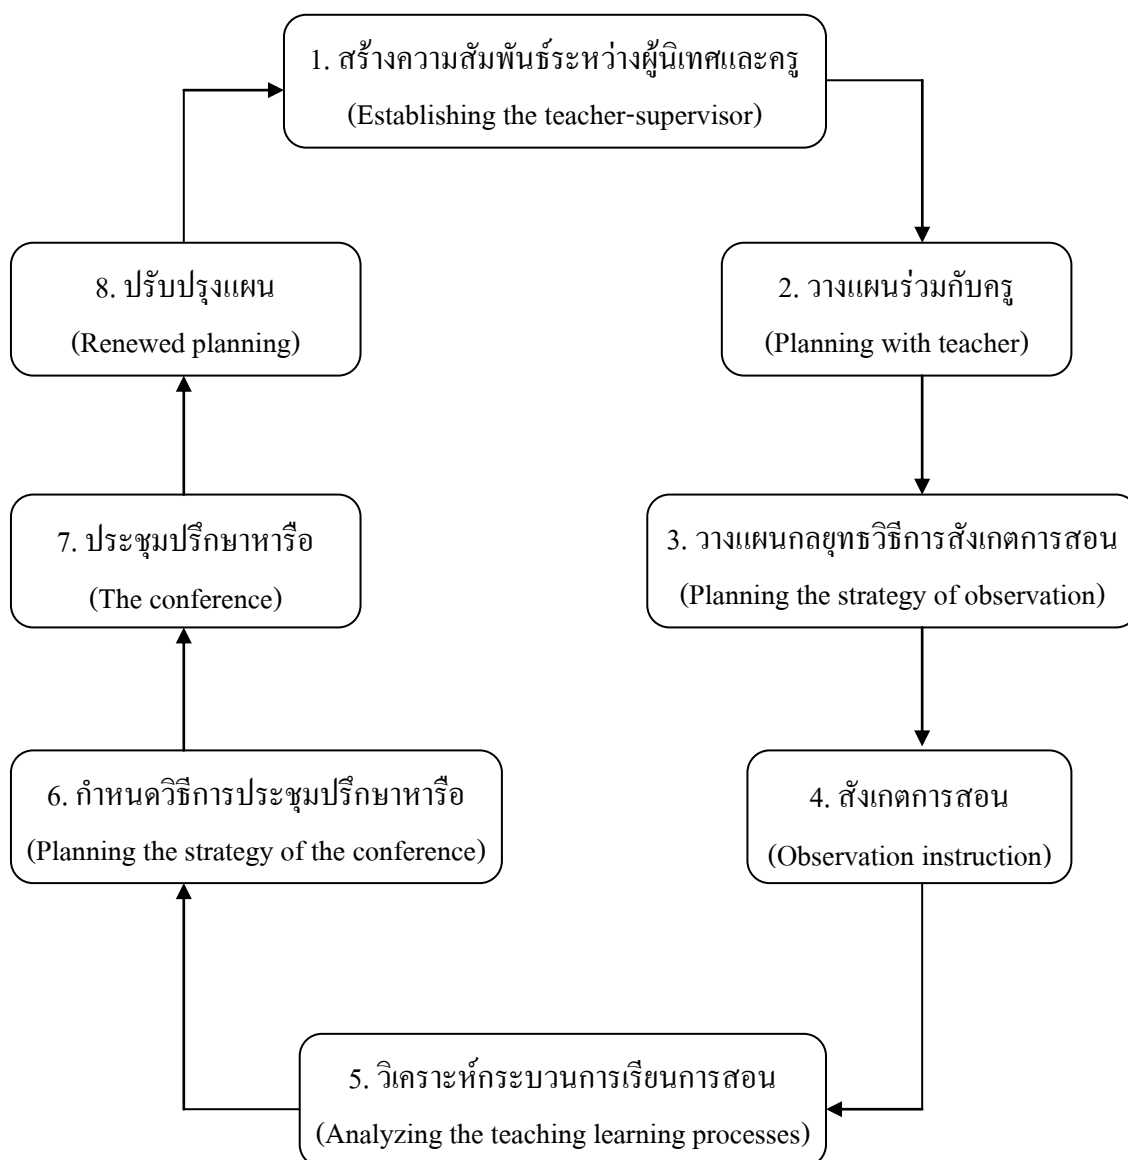 1. สร้างความสัมพันธ์ระหว่างผู้นิเทศและครู
(Establishing the teacher-supervisor)
2. วางแผนร่วมกับครู
(Planning with teacher)
3. วางแผนกลยุทธวิธีการสังเกตการสอน
(Planning the strategy of observation)
4. สังเกตการสอน
(Observation instruction)
5. วิเคราะห์กระบวนการเรียนการสอน
(Analyzing the teaching learning processes)
6. กำหนดวิธีการประชุมปรึกษาหารือ
(Planning the strategy of the conference)
7. ประชุมปรึกษาหารือ
(The conference)
8. ปรับปรุงแผน
(Renewed planning)